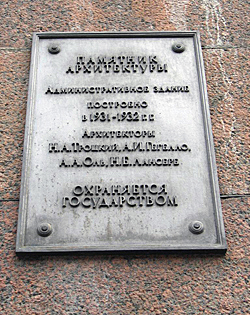 ПАМЯТНИК
АРХИТЕКТУРЫ
АДМИНИСТРАТИВНОЕ ЗДАНИЕ
ПОСТРОЕНО
В 1931-1932 Г.Г.
АРХИТЕКТОРЫ
Н.А.ТРОЦКИЙ, А.И.ГЕГЕЛЛО,
А.А.ОЛЬ, Н.Е.ЛАНСЕРЕ
ОХРАНЯЕТСЯ
ГОСУДАРСТВОМ